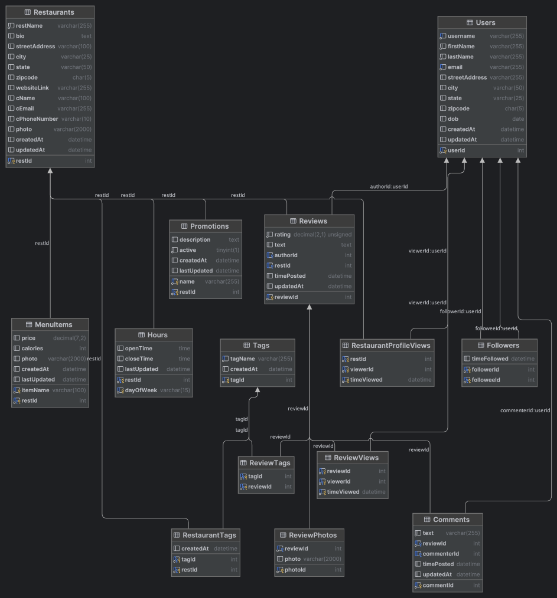 Restaurants
restName varchar(255)
bio text
streetAddress varchar(100)
city varchar(25)
state varchar(50)
zipcode char(5)
websiteLink varchar(255)
cName varchar(100)
cEmail varchar(255)
cPhoneNumber varchar(16)
photo varchar(2000)
createdAt datetime
updatedAt datetime
restId int
Users
username varchar(255)
firstName varchar(255)
lastName varchar(255)
email varchar(255)
streetAddress varchar(255)
city varchar(50)
state varchar(25)
zipcode char(5)
dob date
createdAt datetime
updatedAt datetime
userId int
restId
restId
restId
restId
authorId:userId
restId
viewerId:userId
viewerId:userId
followerId:userId
followeeId:userId
commenterId:userId
Promotions
description text
active tinyint(1)
createdAt datetime
lastUpdated datetime
name varchar(255)
restId int
Reviews
rating decimal(2,1) unsigned
text text
authorId int
restId int
timePosted datetime
updatedAt datetime
reviewId int
MenuItems
price decimal(7,2)
calories int
photo varchar(2000)
createdAt datetime
lastUpdated datetime
itemName varchar(100)
restId int
restId
Hours
openTime time
closeTime time
lastUpdated datetime
restId int
dayOfWeek varchar(10)
Tags
tagName varchar(255)
createdAt datetime
tagId int
RestaurantProfileViews
restId int
viewerId int
timeViewed datetime
Followers
timeFollowed datetime
followerId int
followeeId int
tagId
tagId
reviewId
reviewId
reviewId
reviewId
ReviewTags
tagId int
reviewId int
ReviewViews
reviewId int
viewerId int
timeViewed datetime
RestaurantTags
createdAt datetime
tagId int
restId int
ReviewPhotos
reviewId int
photo varchar(2000)
photoId int
Comments
text varchar(255)
reviewId int
commenterId int
timePosted datetime
updatedAt datetime
commentId int